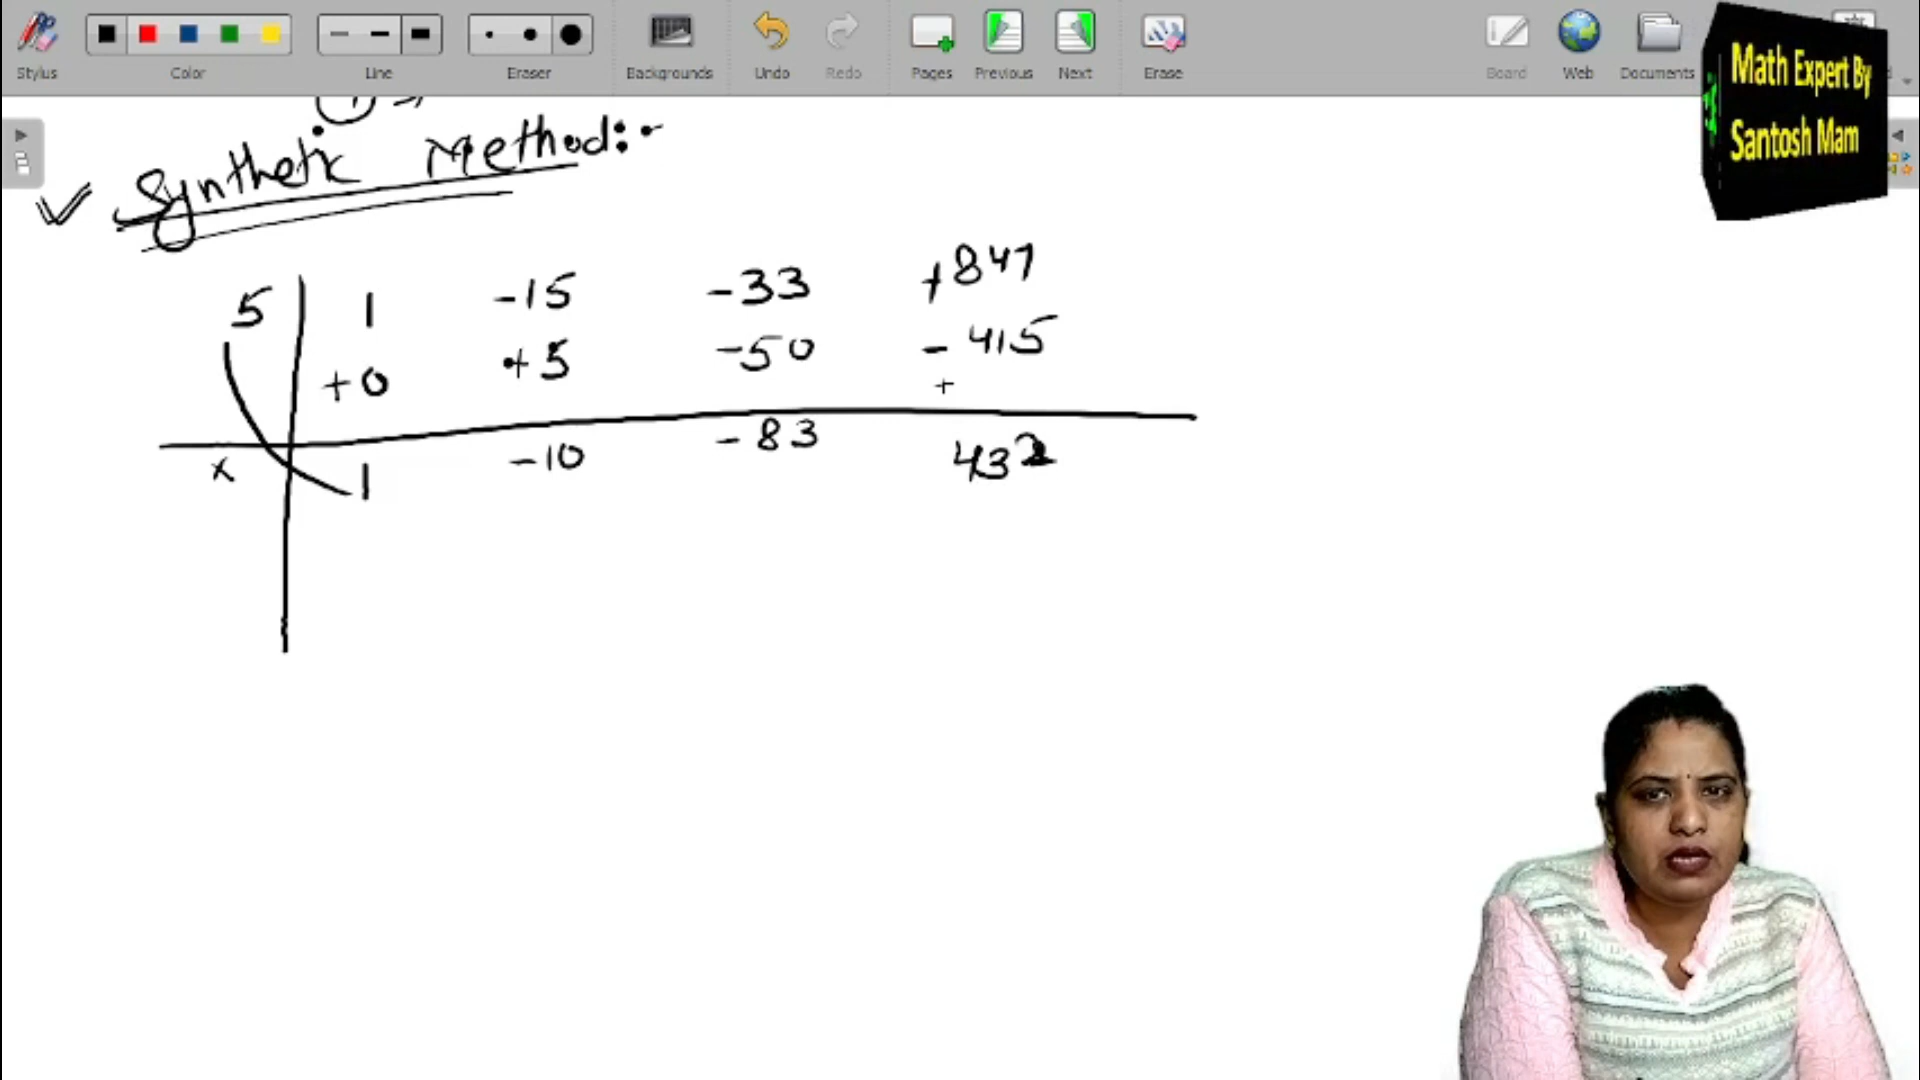 Stylus Color Line Eraser Backgrounds Undo Redo Pages Previous Next Erase Board Web Documents
Math Expert By
Santosh Mam
Synthetic Method:-
5 1 -15 -33 +847
+0 +5 -50 -415
+
x 1 -10 -83 432